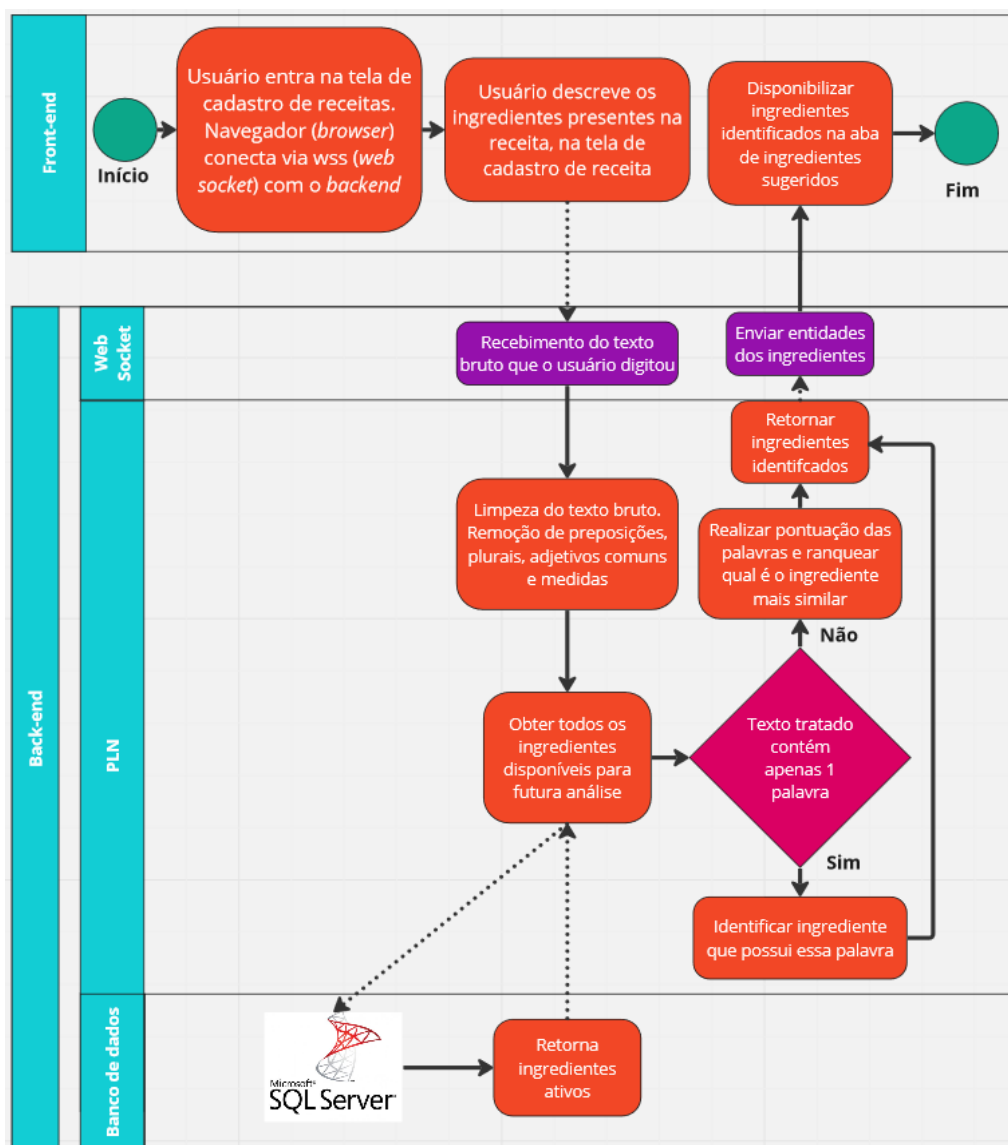 Front-end
Início
Usuário entra na tela de
cadastro de receitas.
Navegador (browser)
conecta via wss (web
socket) com o backend
Usuário descreve os
ingredientes presentes na
receita, na tela de
cadastro de receita
Disponibilizar
ingredientes
identificados na aba
de ingredientes
sugeridos
Fim
Back-end
Web
Socket
Recebimento do texto
bruto que o usuário digitou
Enviar entidades
dos ingredientes
PLN
Retornar
ingredientes
identifcados
Limpeza do texto bruto.
Remoção de preposições,
plurais, adjetivos comuns
e medidas
Realizar pontuação das
palavras e ranquear
qual é o ingrediente
mais similar
Não
Obter todos os
ingredientes
disponíveis para
futura análise
Texto tratado
contém
apenas 1
palavra
Sim
Identificar ingrediente
que possui essa palavra
Banco de dados
Microsoft®
SQL Server®
Retorna
ingredientes
ativos